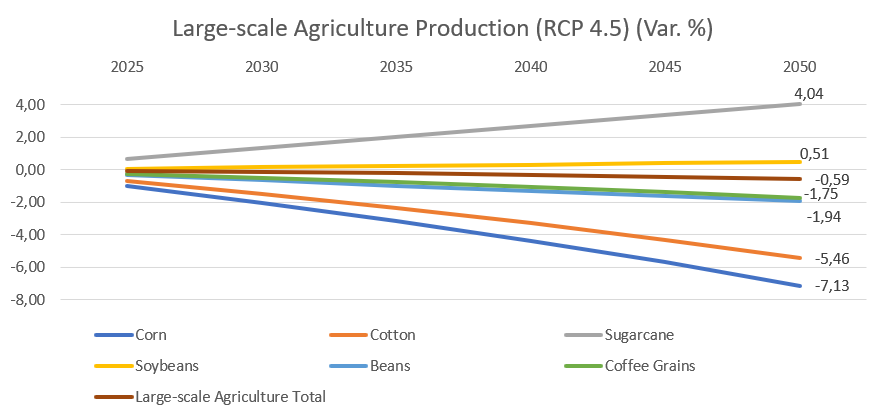 Large-scale Agriculture Production (RCP 4.5) (Var. %)
2025 2030 2035 2040 2045 2050
4,00
2,00
0,00
-2,00
-4,00
-6,00
-8,00
4,04
0,51
-0,59
-1,75
-1,94
-5,46
-7,13
Corn Cotton Sugarcane
Soybeans Beans Coffee Grains
Large-scale Agriculture Total